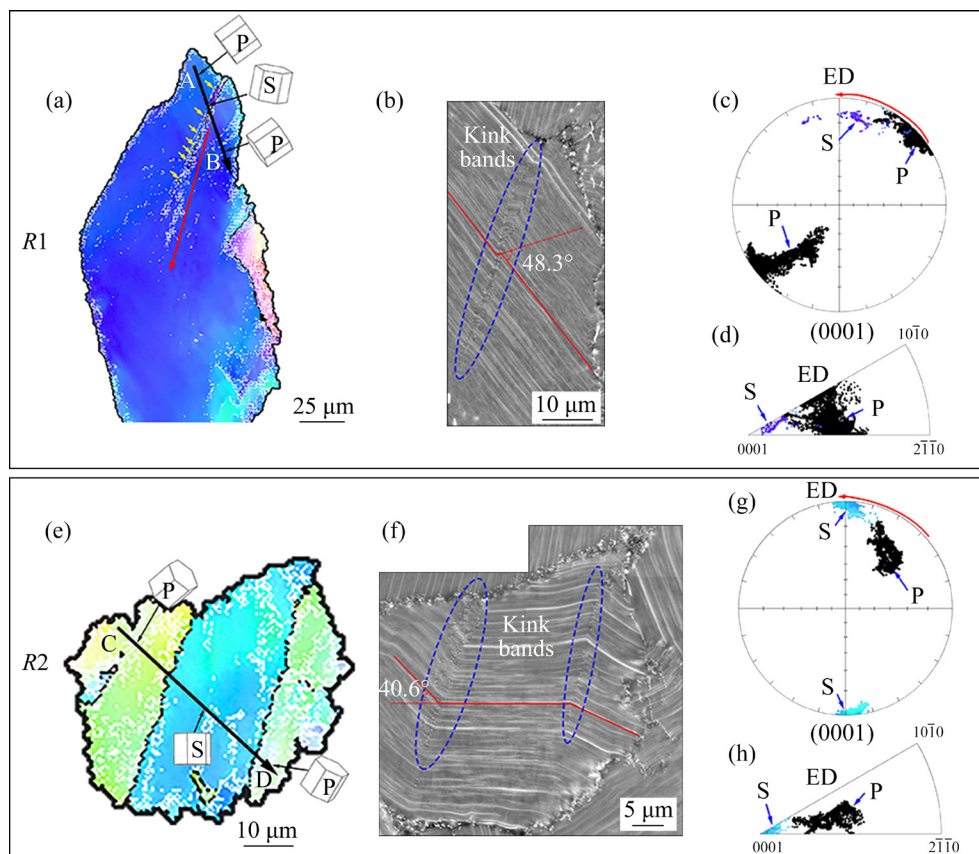 R1
(a)
A
P
S
B
P
25 μm
(b)
Kink
bands
48.3°
10 μm
(c)
ED
S
P
P
(0001)
(d)
101̅0
ED
S
P
0001
21̅1̅0
R2
(e)
P
C
S
D
P
10 μm
(f)
Kink
bands
40.6°
5 μm
(g)
ED
S
P
S
(0001)
(h)
101̅0
ED
S
P
0001
21̅1̅0